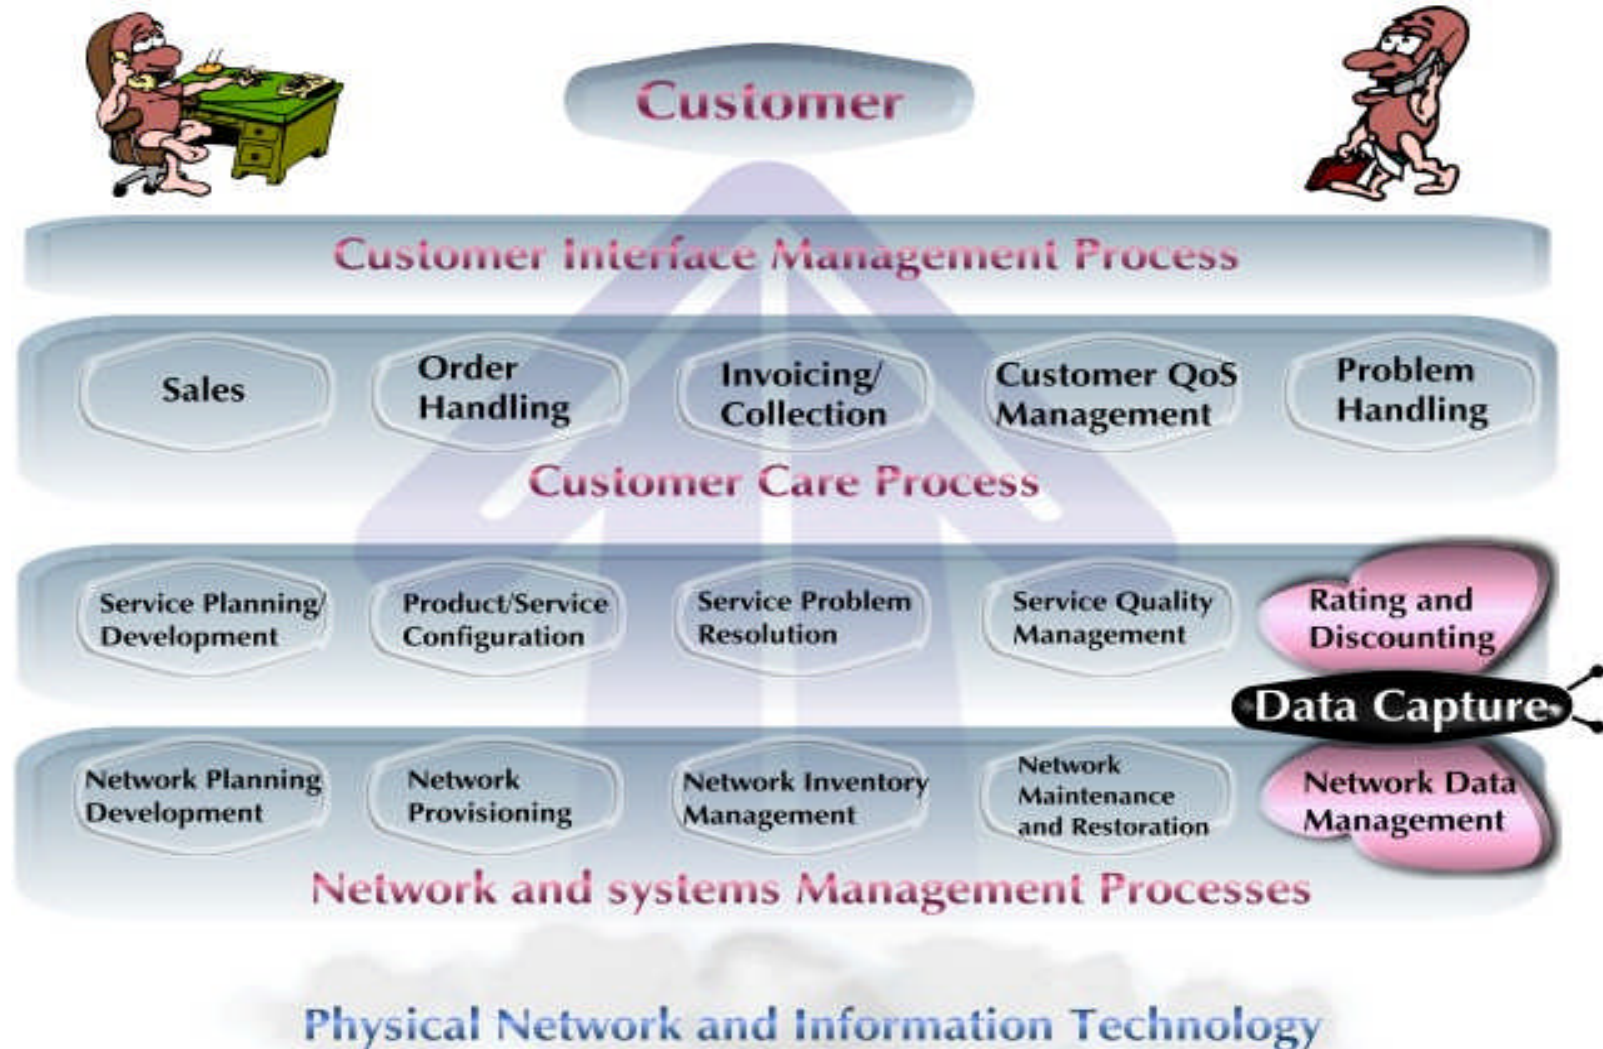 Customer
Customer Interface Management Process
Sales
Order
Handling
Invoicing/
Collection
Customer QoS
Management
Problem
Handling
Customer Care Process
Service Planning/
Development
Product/Service
Configuration
Service Problem
Resolution
Service Quality
Management
Rating and
Discounting
Data Capture
Network Planning
Development
Network
Provisioning
Network Inventory
Management
Network
Maintenance
and Restoration
Network Data
Management
Network and systems Management Processes
Physical Network and Information Technology